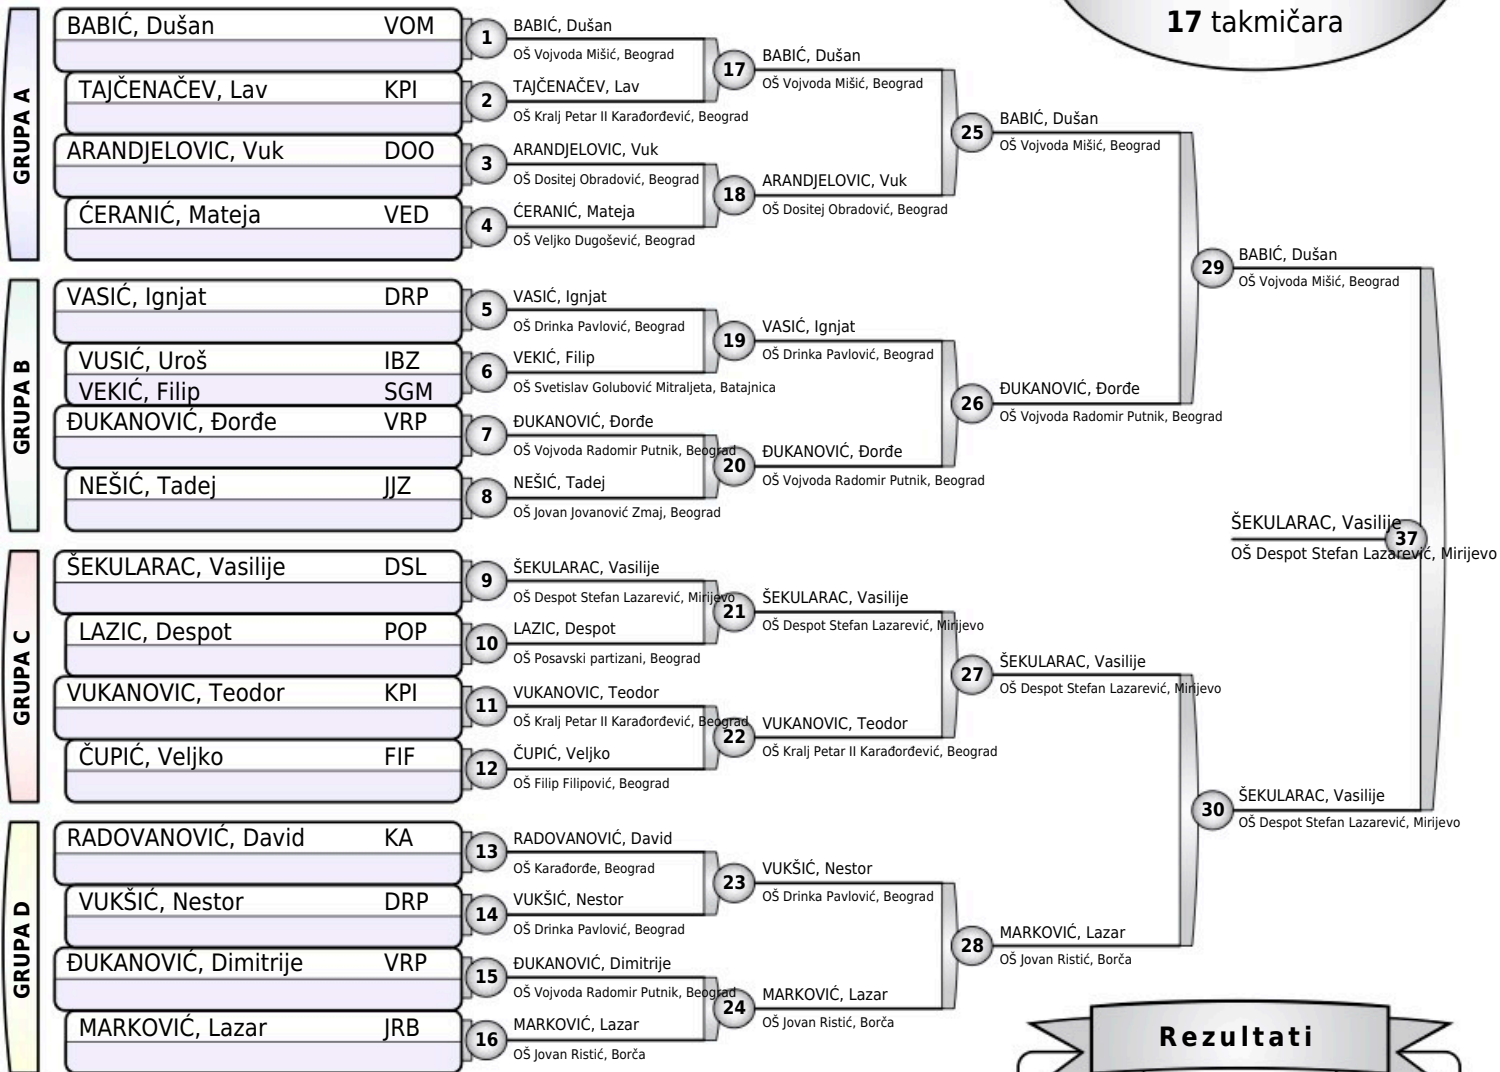 17 takmičara
GRUPA A
BABIĆ, Dušan VOM
TAJČENAČEV, Lav KPI
ARANDJELOVIC, Vuk DOO
ĆERANIĆ, Mateja VED
GRUPA B
VASIĆ, Ignjat DRP
VUSIĆ, Uroš IBZ
VEKIĆ, Filip SGM
ĐUKANOVIĆ, Đorđe VRP
NEŠIĆ, Tadej JJZ
GRUPA C
ŠEKULARAC, Vasilije DSL
LAZIC, Despot POP
VUKANOVIC, Teodor KPI
ČUPIĆ, Veljko FIF
GRUPA D
RADOVANOVIĆ, David KA
VUKŠIĆ, Nestor DRP
ĐUKANOVIĆ, Dimitrije VRP
MARKOVIĆ, Lazar JRB
1 BABIĆ, Dušan
OŠ Vojvoda Mišić, Beograd
2 TAJČENAČEV, Lav
OŠ Kralj Petar II Karađorđević, Beograd
3 ARANDJELOVIC, Vuk
OŠ Dositej Obradović, Beograd
4 ĆERANIĆ, Mateja
OŠ Veljko Dugošević, Beograd
5 VASIĆ, Ignjat
OŠ Drinka Pavlović, Beograd
6 VEKIĆ, Filip
OŠ Svetislav Golubović Mitraljeta, Batajnica
7 ĐUKANOVIĆ, Đorđe
OŠ Vojvoda Radomir Putnik, Beograd
8 NEŠIĆ, Tadej
OŠ Jovan Jovanović Zmaj, Beograd
9 ŠEKULARAC, Vasilije
OŠ Despot Stefan Lazarević, Mirijevo
10 LAZIC, Despot
OŠ Posavski partizani, Beograd
11 VUKANOVIC, Teodor
OŠ Kralj Petar II Karađorđević, Beograd
12 ČUPIĆ, Veljko
OŠ Filip Filipović, Beograd
13 RADOVANOVIĆ, David
OŠ Karađorđe, Beograd
14 VUKŠIĆ, Nestor
OŠ Drinka Pavlović, Beograd
15 ĐUKANOVIĆ, Dimitrije
OŠ Vojvoda Radomir Putnik, Beograd
16 MARKOVIĆ, Lazar
OŠ Jovan Ristić, Borča
17 BABIĆ, Dušan
OŠ Vojvoda Mišić, Beograd
18 ARANDJELOVIC, Vuk
OŠ Dositej Obradović, Beograd
19 VASIĆ, Ignjat
OŠ Drinka Pavlović, Beograd
20 ĐUKANOVIĆ, Đorđe
OŠ Vojvoda Radomir Putnik, Beograd
21 ŠEKULARAC, Vasilije
OŠ Despot Stefan Lazarević, Mirijevo
22 VUKANOVIC, Teodor
OŠ Kralj Petar II Karađorđević, Beograd
23 VUKŠIĆ, Nestor
OŠ Drinka Pavlović, Beograd
24 MARKOVIĆ, Lazar
OŠ Jovan Ristić, Borča
25 BABIĆ, Dušan
OŠ Vojvoda Mišić, Beograd
26 ĐUKANOVIĆ, Đorđe
OŠ Vojvoda Radomir Putnik, Beograd
27 ŠEKULARAC, Vasilije
OŠ Despot Stefan Lazarević, Mirijevo
28 MARKOVIĆ, Lazar
OŠ Jovan Ristić, Borča
29 BABIĆ, Dušan
OŠ Vojvoda Mišić, Beograd
30 ŠEKULARAC, Vasilije
OŠ Despot Stefan Lazarević, Mirijevo
ŠEKULARAC, Vasilije 37
OŠ Despot Stefan Lazarević, Mirijevo
Rezultati